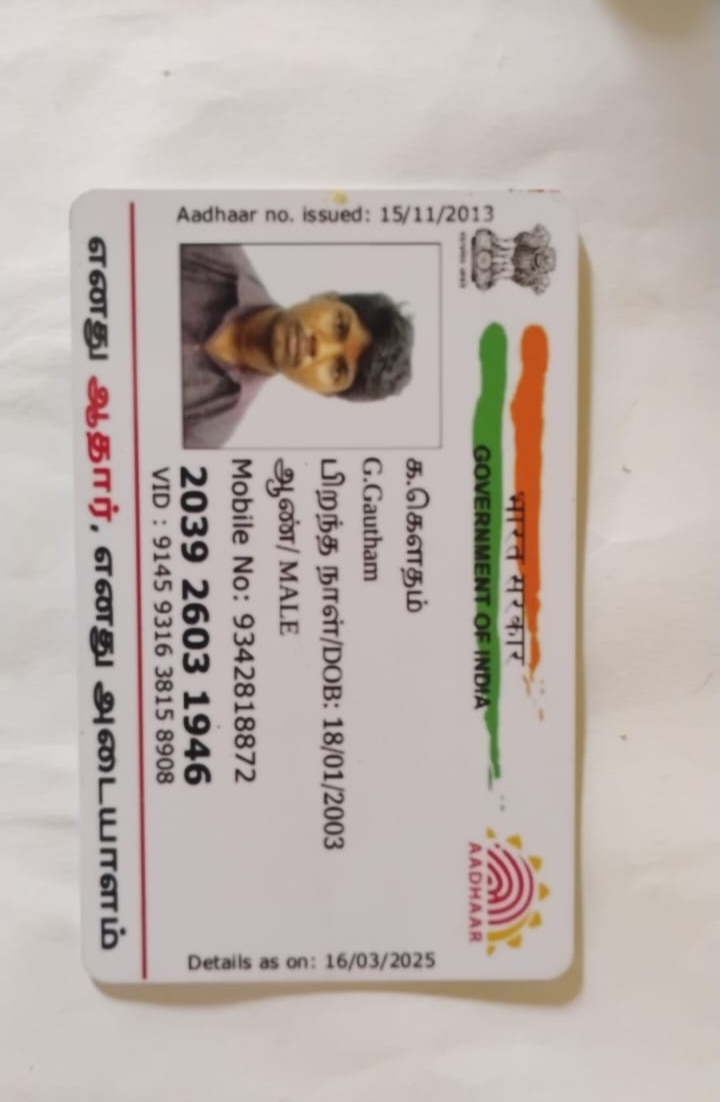 Aadhaar no. issued: 15/11/2013
भारत सरकार
GOVERNMENT OF INDIA
AADHAAR
க.கௌதம்
G.Gautham
பிறந்த நாள்/DOB: 18/01/2003
ஆண்/ MALE
Mobile No: 9342818872
2039 2603 1946
VID : 9145 9316 3815 8908
Details as on: 16/03/2025
எனது ஆதார், எனது அடையாளம்